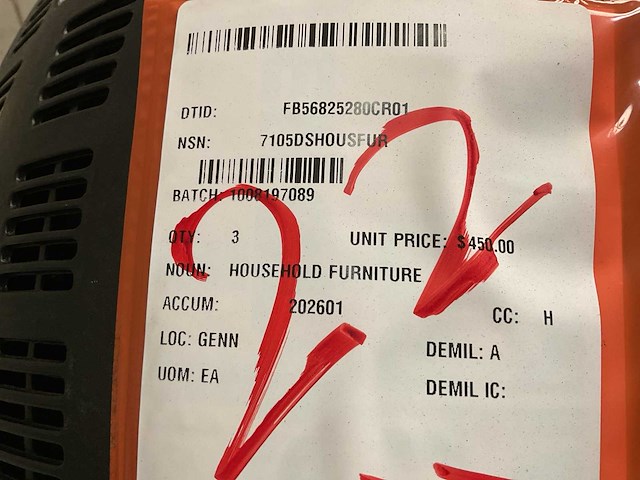 DTID: FB56825280CR01
NSN: 7105DSHOUSFUR
BATCH: 1008197089
QTY: 3 UNIT PRICE: $450.00
NOUN: HOUSEHOLD FURNITURE
ACCUM: 202601
CC: H
LOC: GENN
DEMIL: A
UOM: EA
DEMIL IC:
22